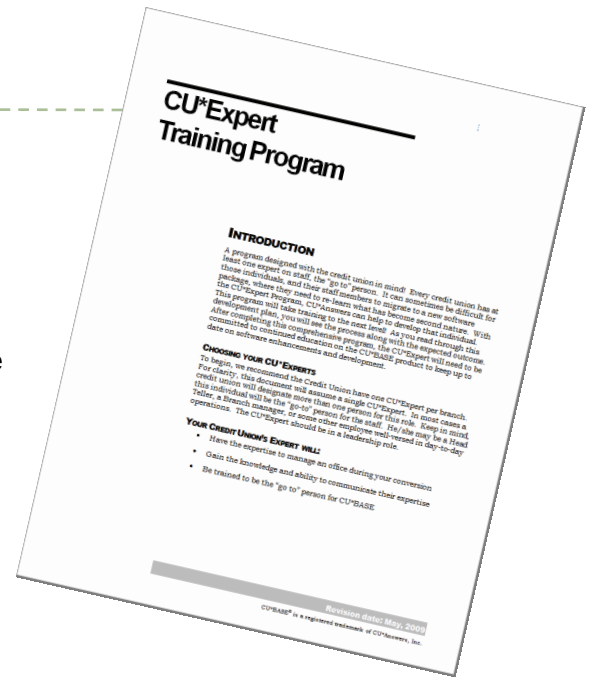 CU*Expert
Training Program
INTRODUCTION
A program designed with the credit union in mind! Every credit union has at
least one expert on staff, the "go to" person. It can sometimes be difficult for
those individuals, and their staff members to migrate to a new software
package, where they need to re-learn what has become second nature. With
the CU*Expert Program, CU*Answers can help to develop that individual.
This program will take training to the next level! As you read through this
development plan, you will see the process along with the expected outcome.
After completing this comprehensive program, the CU*Expert will need to be
committed to continued education on the CU*BASE product to keep up to
date on software enhancements and development.
CHOOSING YOUR CU*EXPERTS
To begin, we recommend the Credit Union have one CU*Expert per branch.
For clarity, this document will assume a single CU*Expert. In most cases a
credit union will designate more than one person for this role. Keep in mind,
this individual will be the "go-to" person for the staff. He/she may be a Head
Teller, a Branch manager, or some other employee well-versed in day-to-day
operations. The CU*Expert should be in a leadership role.
YOUR CREDIT UNION'S EXPERT WILL:
• Have the expertise to manage an office during your conversion
• Gain the knowledge and ability to communicate their expertise
• Be trained to be the "go to" person for CU*BASE
Revision date: May, 2009
CU*BASE® is a registered trademark of CU*Answers, Inc.